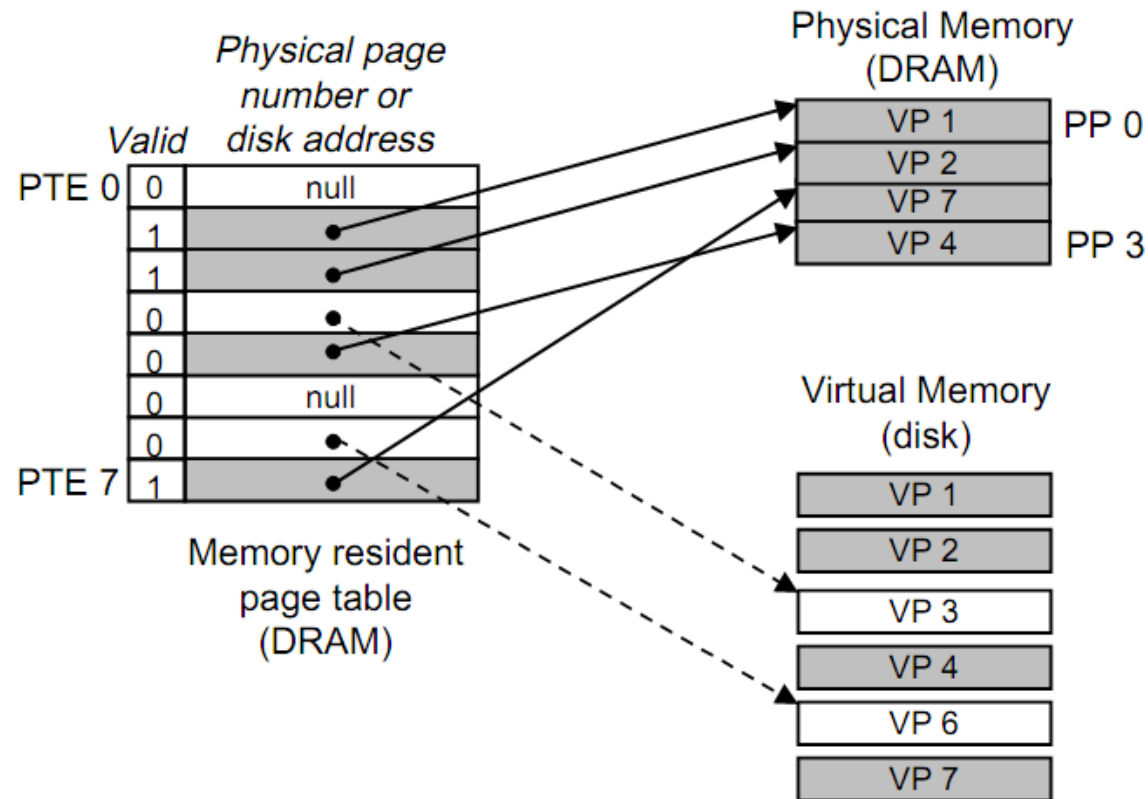 Physical page
number or
disk address
Valid
PTE 0
0
null
1
1
0
0
0
null
0
PTE 7
1
Memory resident
page table
(DRAM)
Physical Memory
(DRAM)
VP 1
PP 0
VP 2
VP 7
VP 4
PP 3
Virtual Memory
(disk)
VP 1
VP 2
VP 3
VP 4
VP 6
VP 7